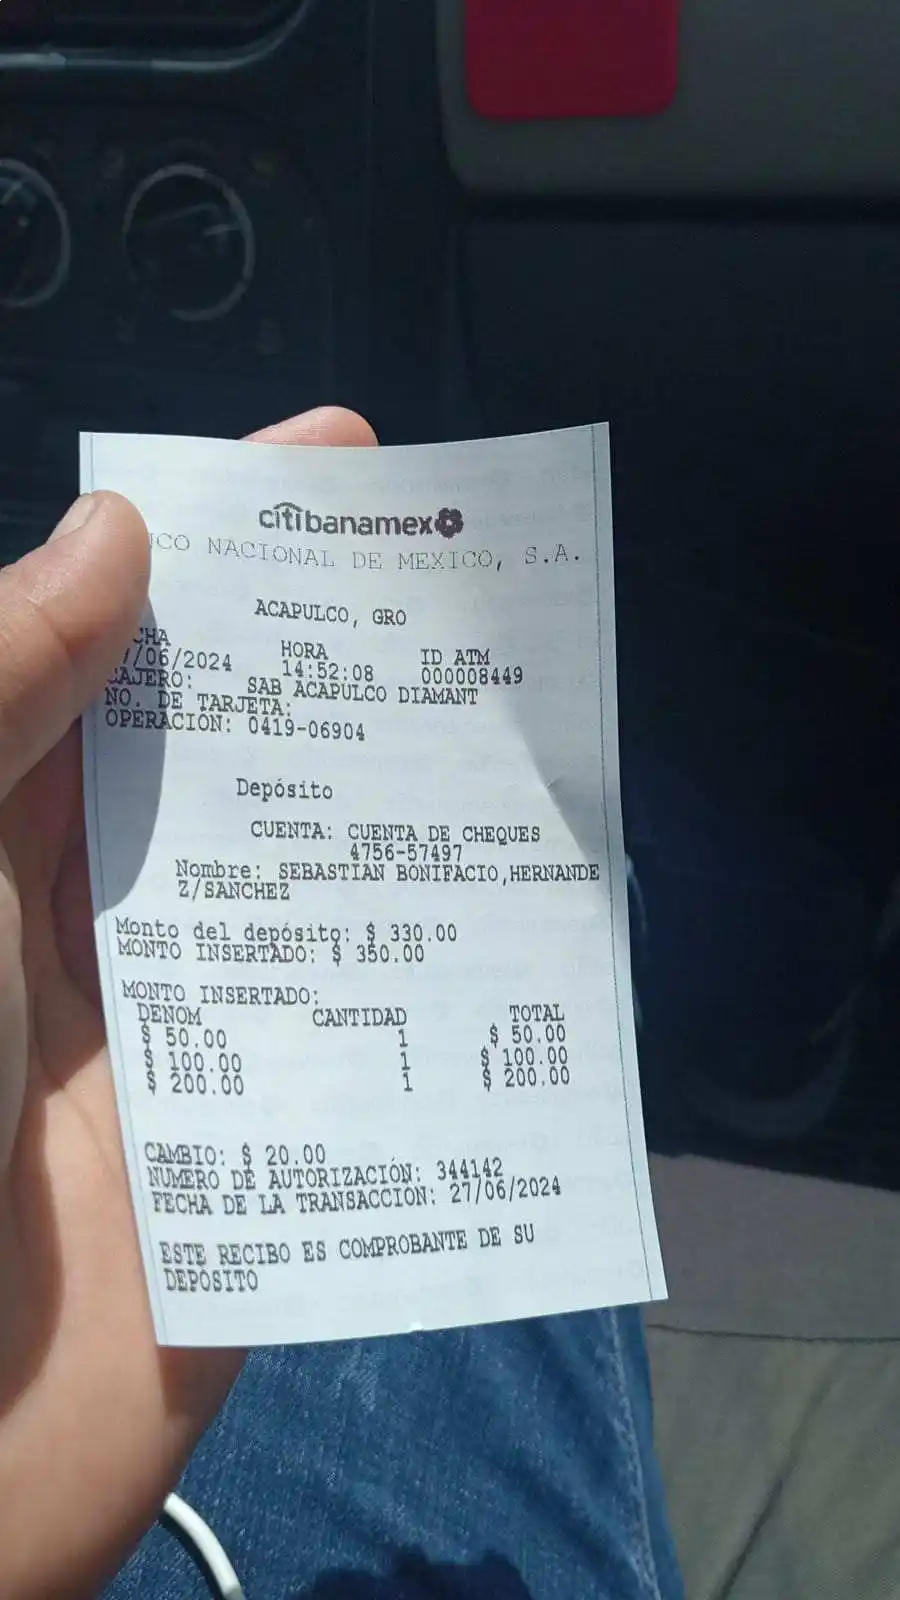 citibanamex
NACIONAL DE MEXICO, S.A.
ACAPULCO, GRO
HORA ID ATM
/06/2024 14:52:08 000008449
CAJERO: SAB ACAPULCO DIAMANT
NO. DE TARJETA:
OPERACION: 0419-06904
Depósito
CUENTA: CUENTA DE CHEQUES
4756-57497
Nombre: SEBASTIAN BONIFACIO,HERNANDE
Z/SANCHEZ
Monto del depósito: $ 330.00
MONTO INSERTADO: $ 350.00
MONTO INSERTADO:
DENOM CANTIDAD TOTAL
$ 50.00 1 $ 50.00
$ 100.00 1 $ 100.00
$ 200.00 1 $ 200.00
CAMBIO: $ 20.00
NUMERO DE AUTORIZACIÓN: 344142
FECHA DE LA TRANSACCION: 27/06/2024
ESTE RECIBO ES COMPROBANTE DE SU
DEPOSITO